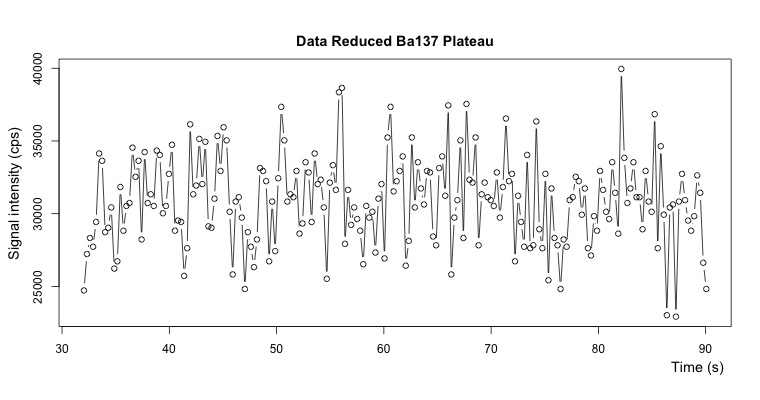 Data Reduced Ba137 Plateau
Signal intensity (cps)
40000
35000
30000
25000
30 40 50 60 70 80 90
Time (s)